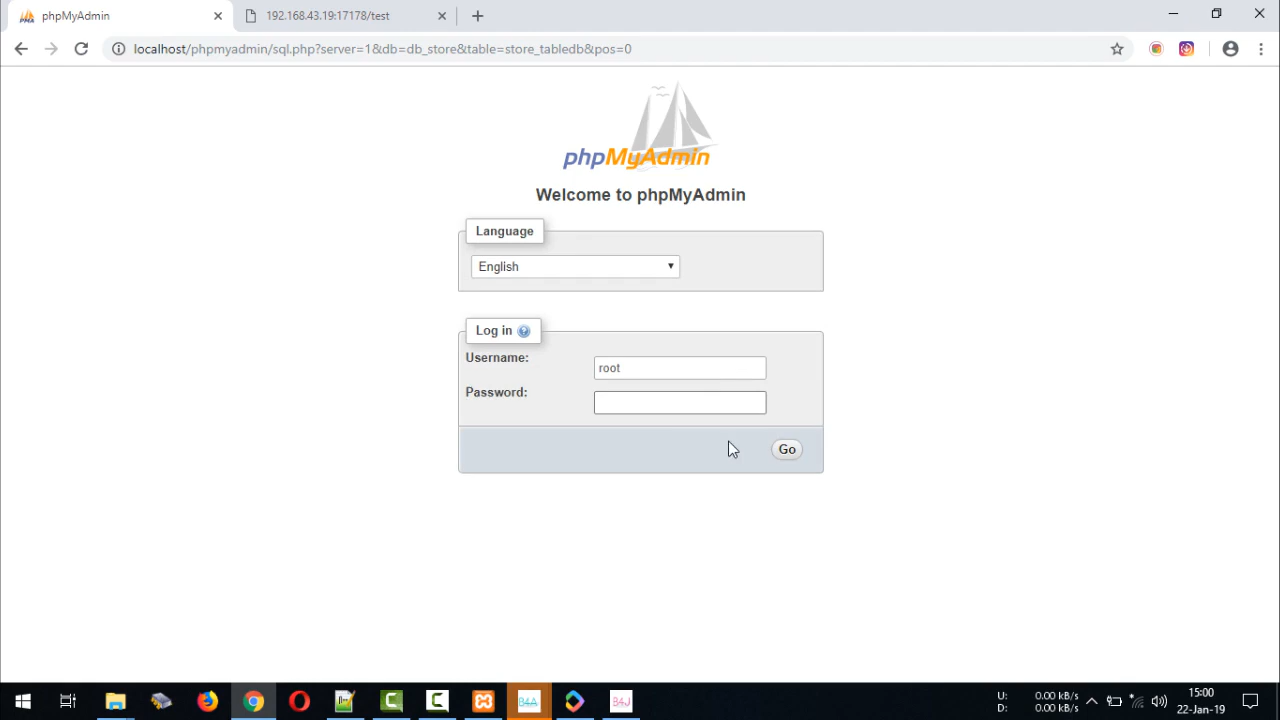 phpMyAdmin
192.168.43.19:17178/test
localhost/phpmyadmin/sql.php?server=1&db=db_store&table=store_tabledb&pos=0
phpMyAdmin
Welcome to phpMyAdmin
Language
English
Log in
Username:
root
Password:
Go
B4A
B4J
U: 0.00 kB/s
D: 0.00 kB/s
15:00
22-Jan-19